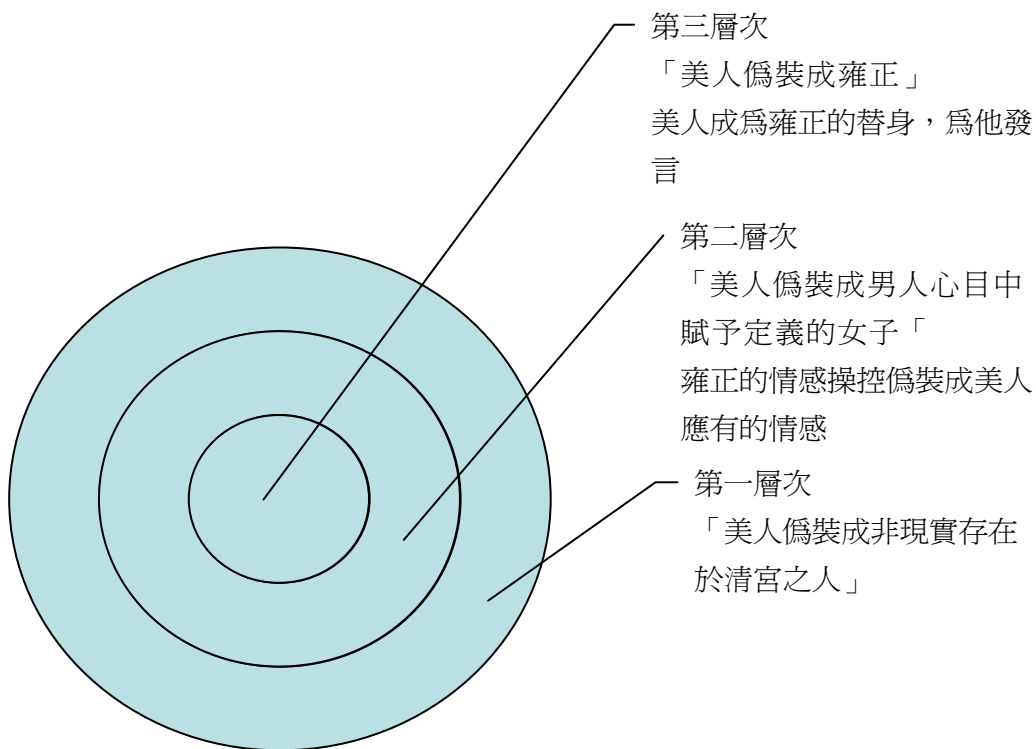 第三層次
「美人偽裝成雍正」
美人成爲雍正的替身，爲他發
言
第二層次
「美人偽裝成男人心目中
賦予定義的女子「
雍正的情感操控偽裝成美人
應有的情感
第一層次
「美人偽裝成非現實存在
於清宮之人」